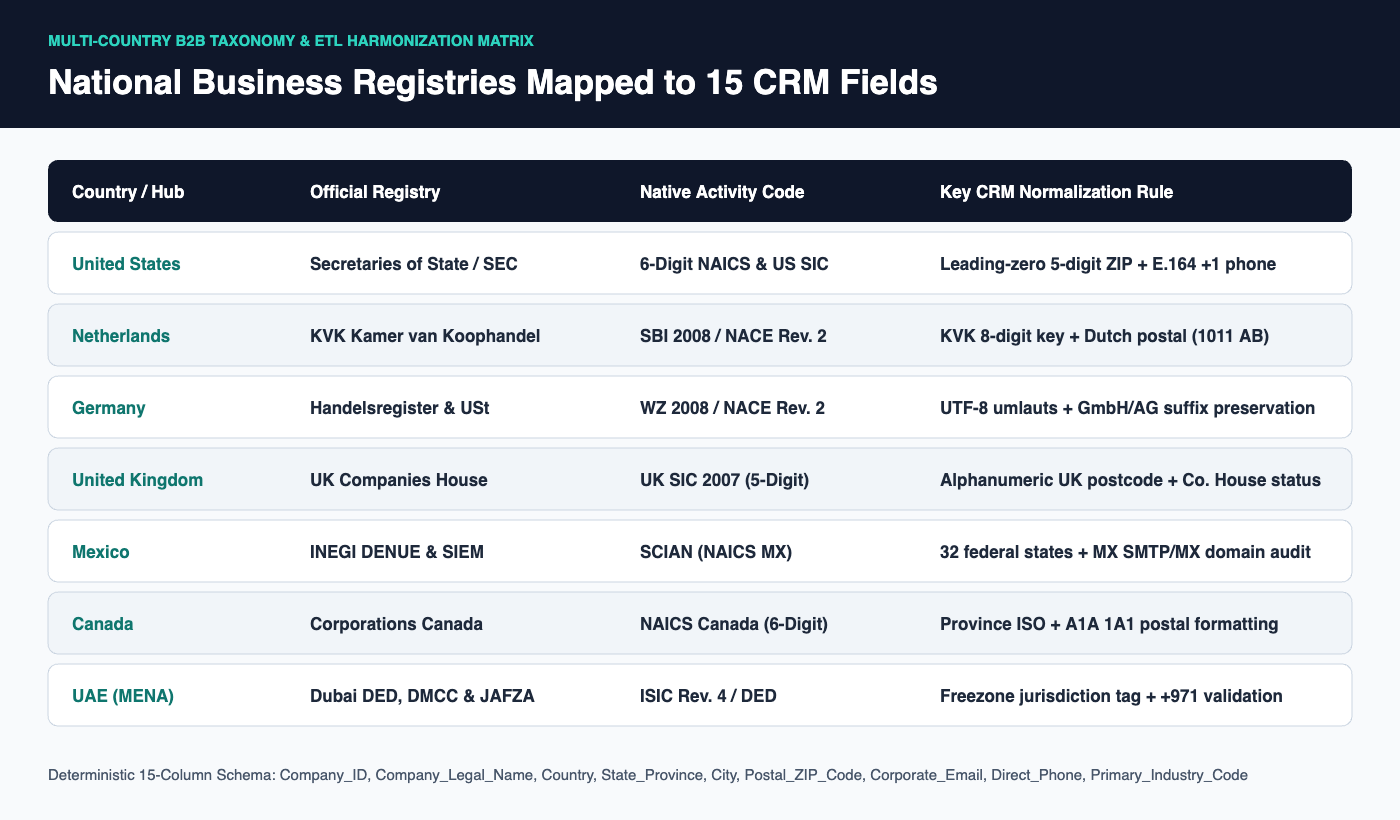 MULTI-COUNTRY B2B TAXONOMY & ETL HARMONIZATION MATRIX
National Business Registries Mapped to 15 CRM Fields
Country / Hub Official Registry Native Activity Code Key CRM Normalization Rule
United States Secretaries of State / SEC 6-Digit NAICS & US SIC Leading-zero 5-digit ZIP + E.164 +1 phone
Netherlands KVK Kamer van Koophandel SBI 2008 / NACE Rev. 2 KVK 8-digit key + Dutch postal (1011 AB)
Germany Handelsregister & USt WZ 2008 / NACE Rev. 2 UTF-8 umlauts + GmbH/AG suffix preservation
United Kingdom UK Companies House UK SIC 2007 (5-Digit) Alphanumeric UK postcode + Co. House status
Mexico INEGI DENUE & SIEM SCIAN (NAICS MX) 32 federal states + MX SMTP/MX domain audit
Canada Corporations Canada NAICS Canada (6-Digit) Province ISO + A1A 1A1 postal formatting
UAE (MENA) Dubai DED, DMCC & JAFZA ISIC Rev. 4 / DED Freezone jurisdiction tag + +971 validation
Deterministic 15-Column Schema: Company_ID, Company_Legal_Name, Country, State_Province, City, Postal_ZIP_Code, Corporate_Email, Direct_Phone, Primary_Industry_Code